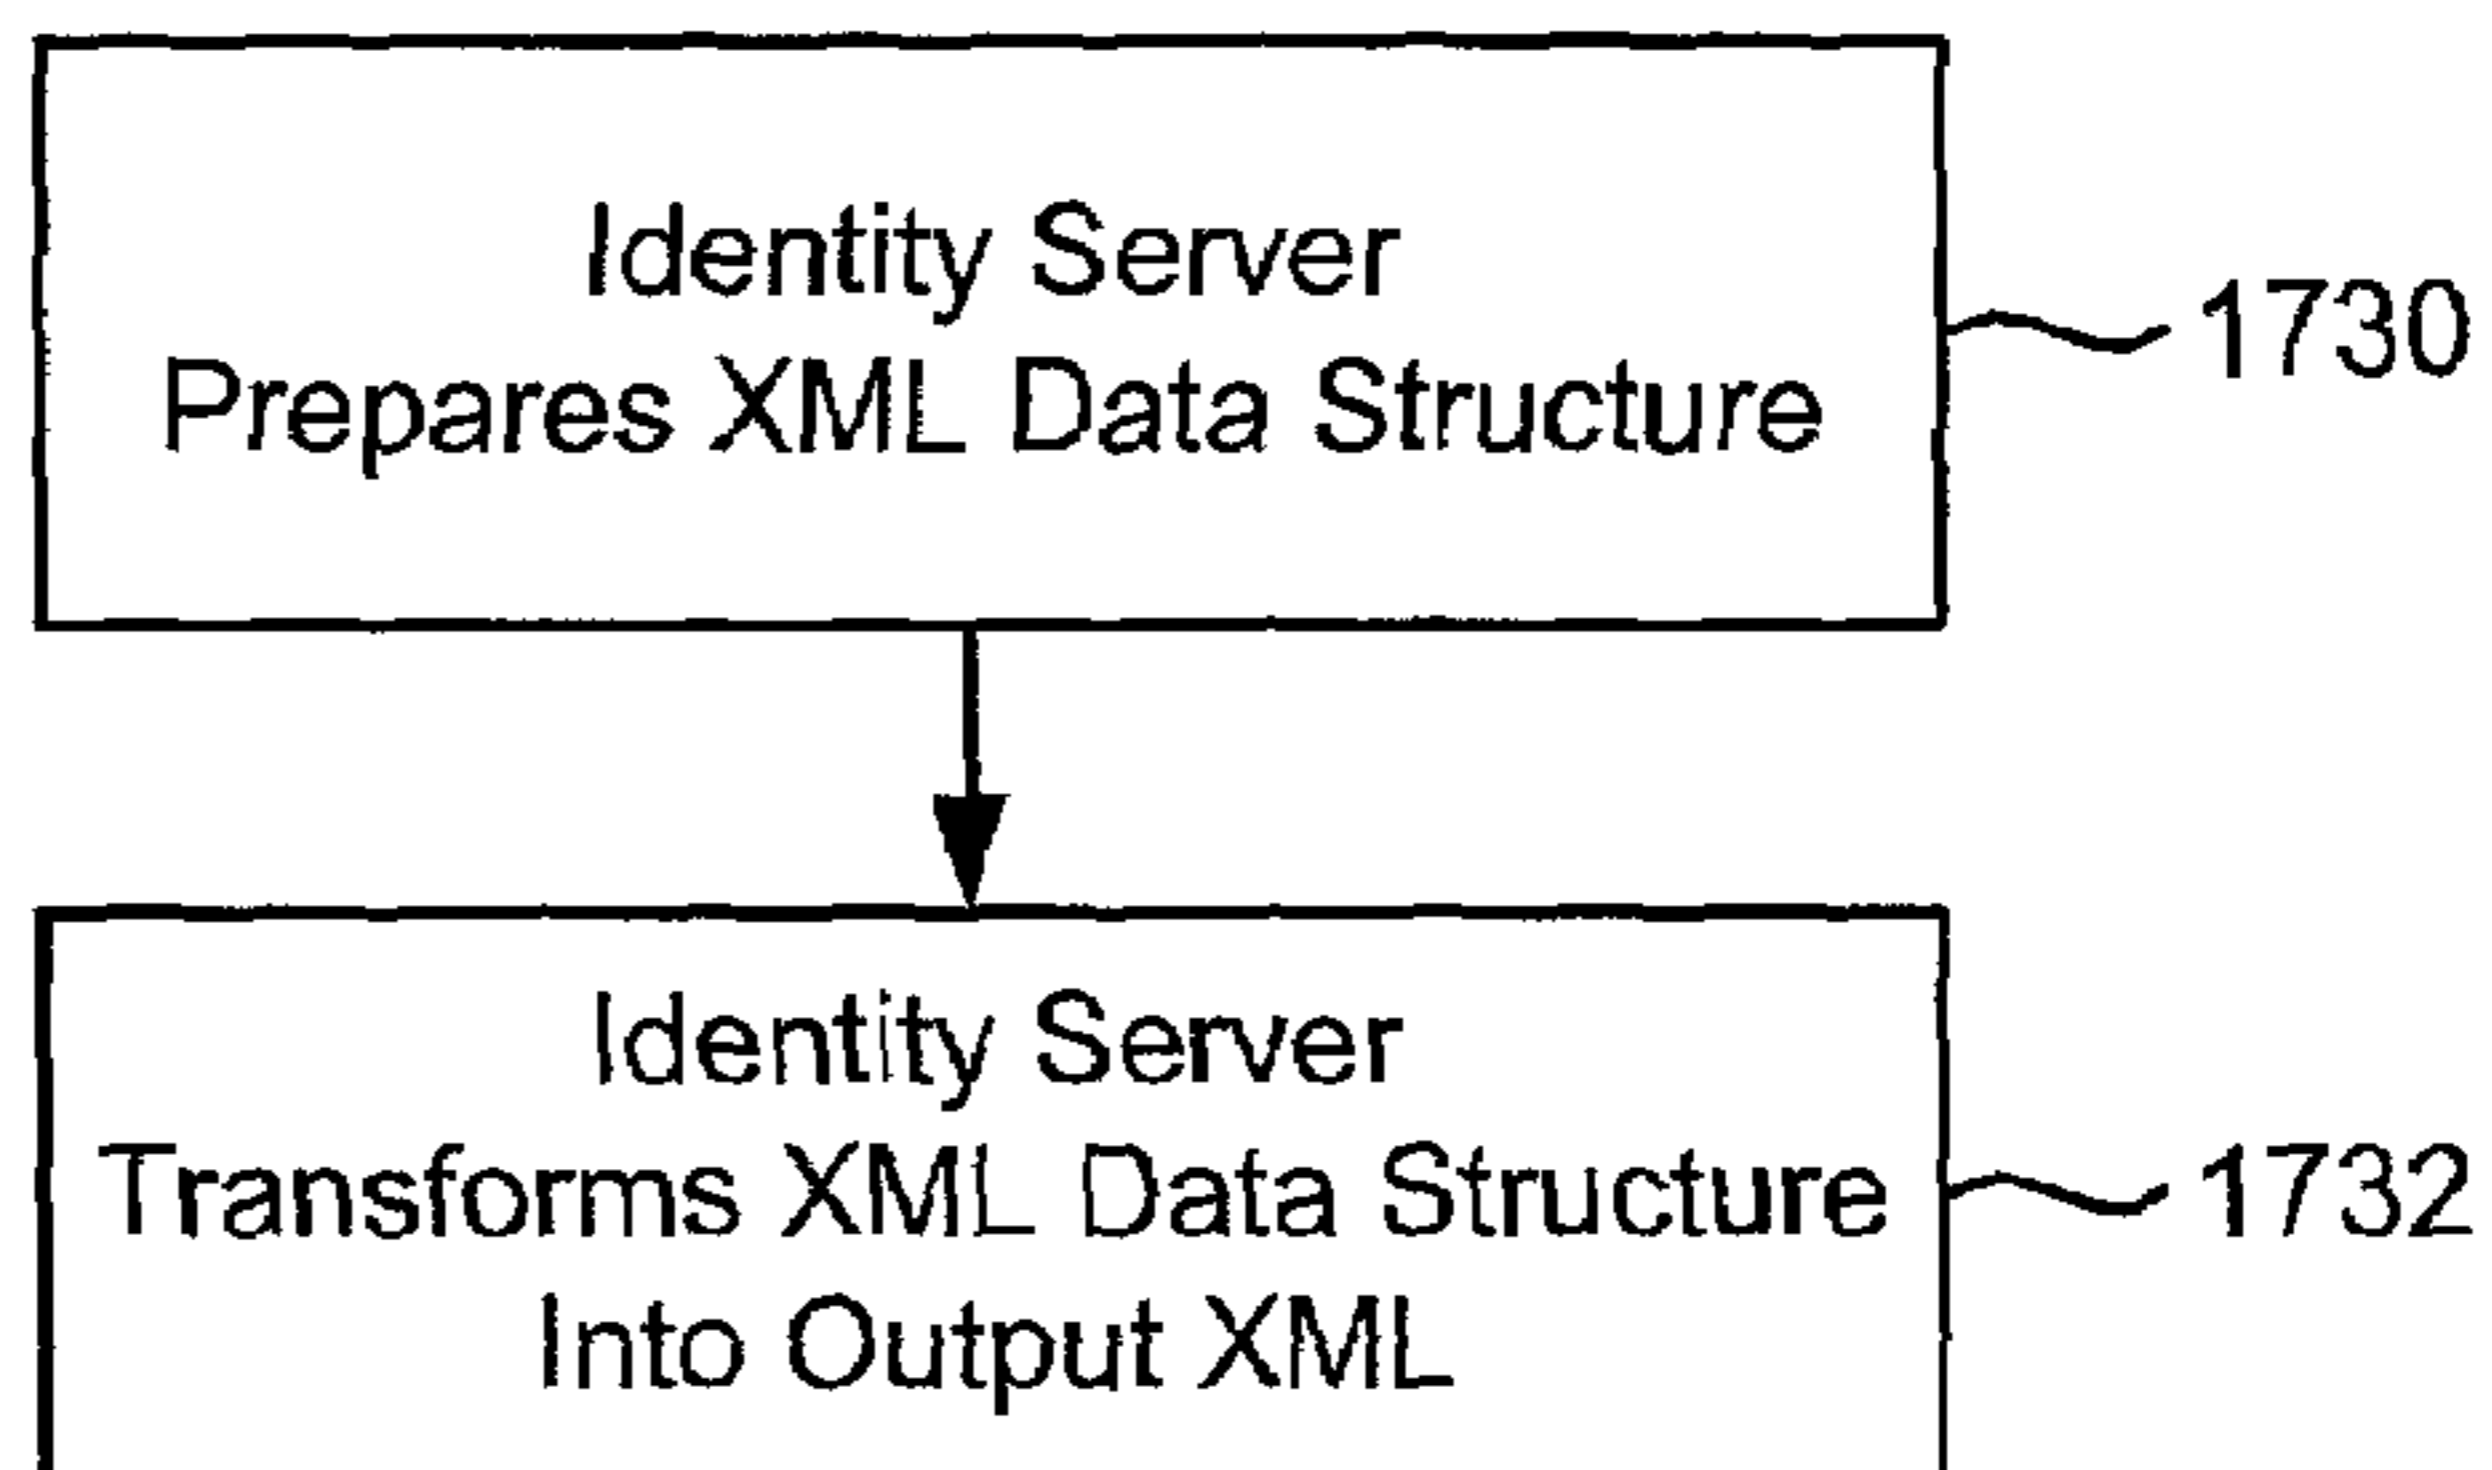 Identity Server
Prepares XML Data Structure
1730
Identity Server
Transforms XML Data Structure
Into Output XML
1732